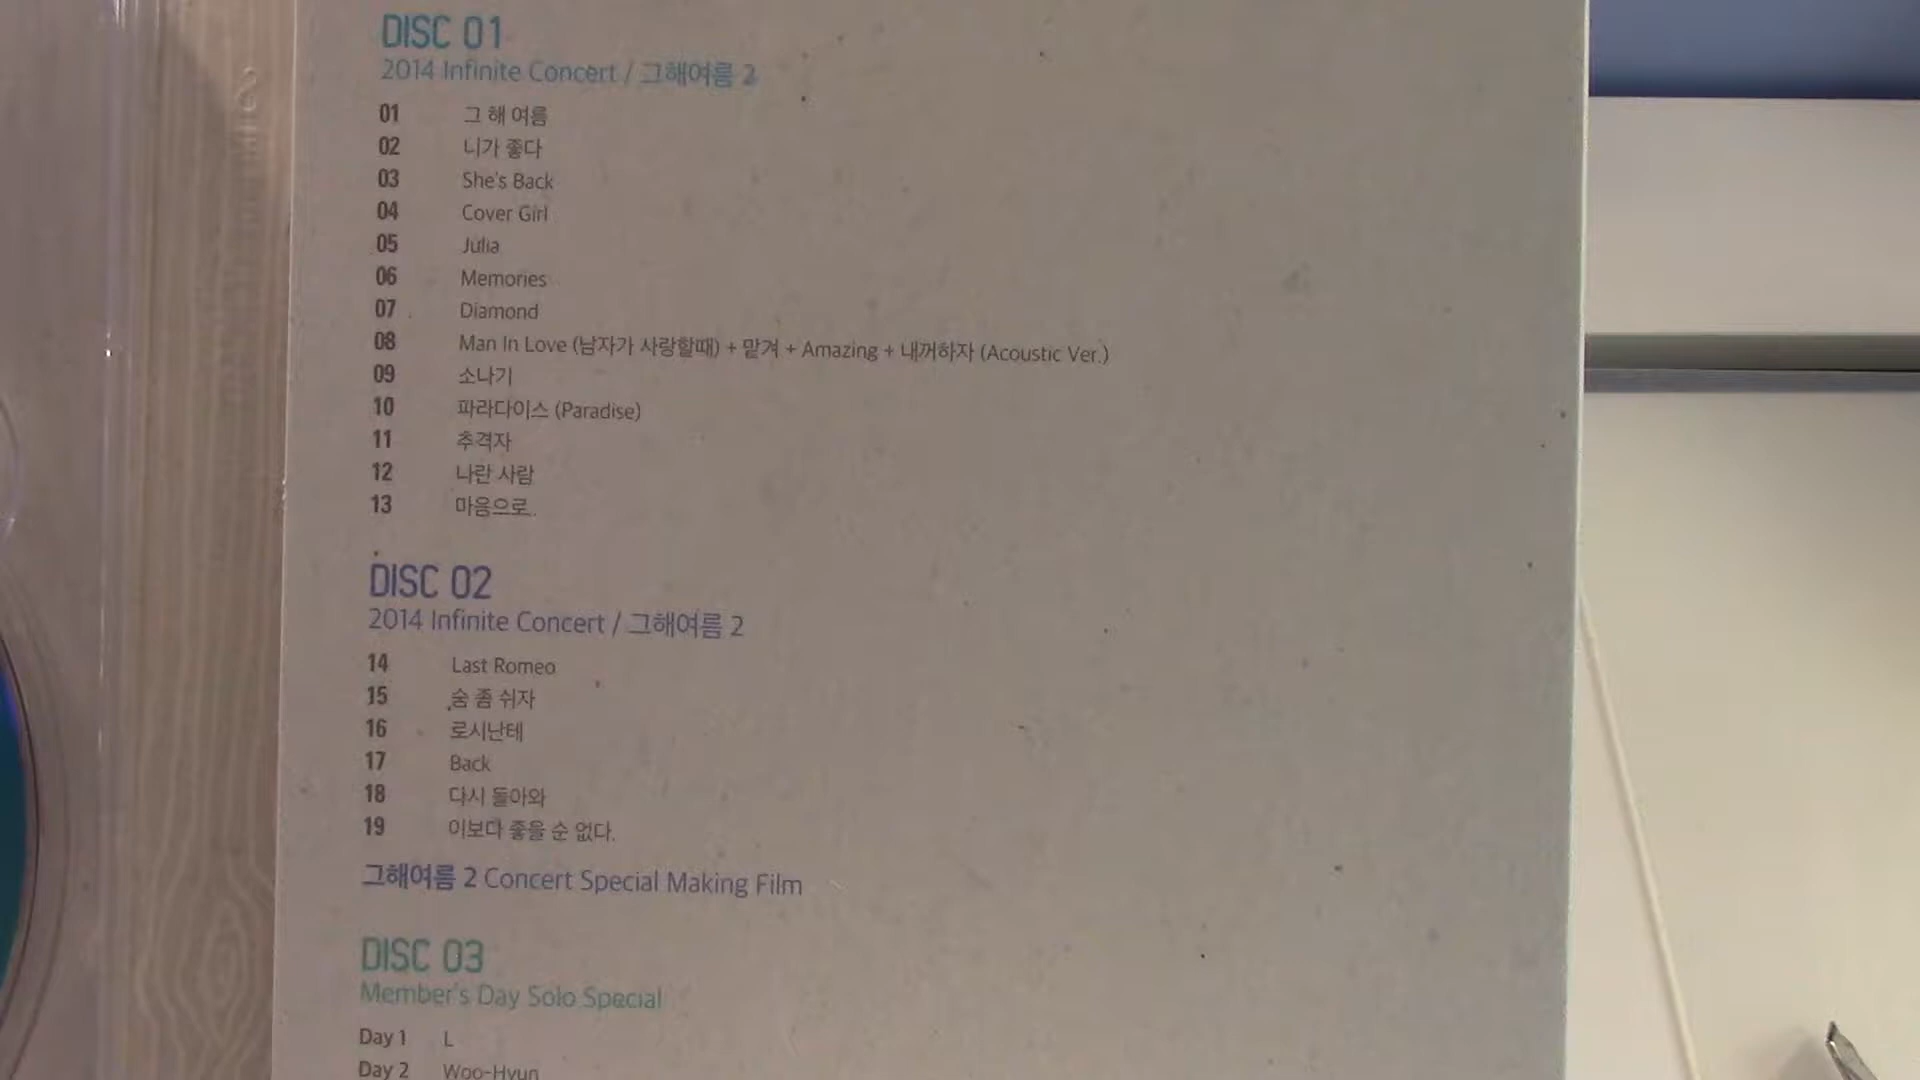 DISC 01
2014 Infinite Concert / 그해여름 2
01 그 해 여름
02 니가 좋다
03 She's Back
04 Cover Girl
05 Julia
06 Memories
07 Diamond
08 Man In Love (남자가 사랑할때) + 맡겨 + Amazing + 내꺼하자 (Acoustic Ver.)
09 소나기
10 파라다이스 (Paradise)
11 추격자
12 나란 사람
13 마음으로..
DISC 02
2014 Infinite Concert / 그해여름 2
14 Last Romeo
15 숨 좀 쉬자
16 로시난테
17 Back
18 다시 돌아와
19 이보다 좋을 순 없다.
그해여름 2 Concert Special Making Film
DISC 03
Member's Day Solo Special
Day 1 L
Day 2 Woo-Hyun